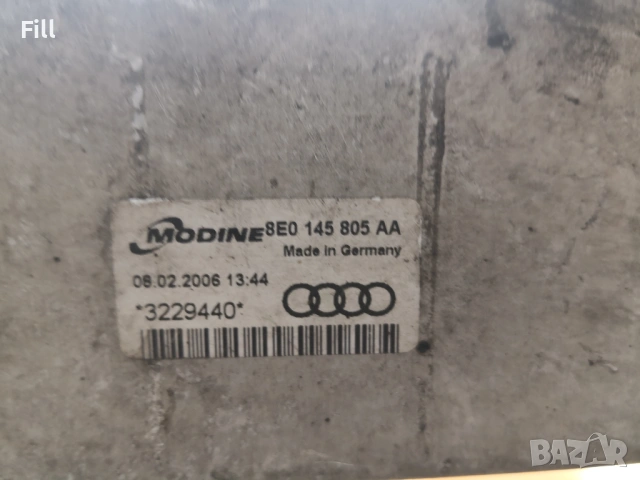 Fill
MODINE 8E0 145 805 AA
Made in Germany
08.02.2006 13:44
*3229440*
BAZAR